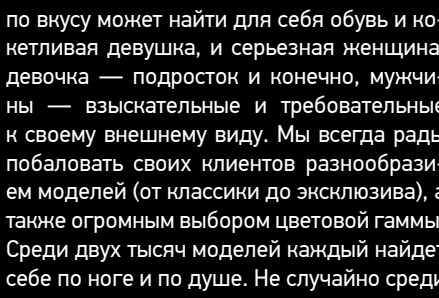 по вкусу может найти для себя обувь и ко-
кетливая девушка, и серьезная женщина,
девочка — подросток и конечно, мужчи-
ны — взыскательные и требовательные
к своему внешнему виду. Мы всегда рады
побаловать своих клиентов разнообрази-
ем моделей (от классики до эксклюзива), а
также огромным выбором цветовой гаммы.
Среди двух тысяч моделей каждый найдет
себе по ноге и по душе. Не случайно среди